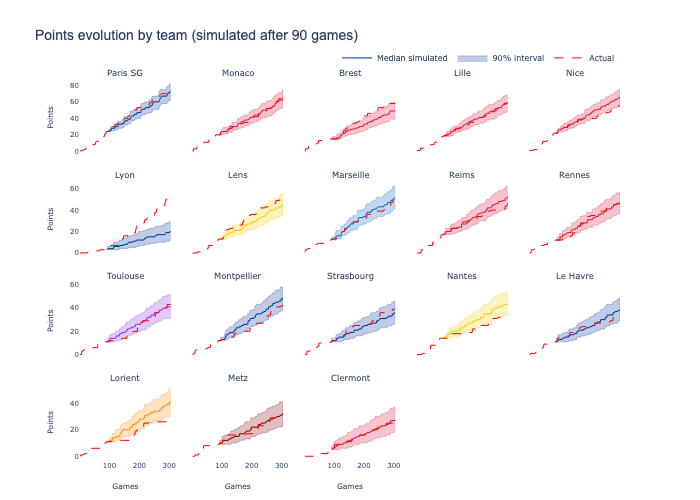 Points evolution by team (simulated after 90 games)
Median simulated 90% interval Actual
Paris SG Monaco Brest Lille Nice
Points
80
60
40
20
0
Lyon Lens Marseille Reims Rennes
Points
60
40
20
0
Toulouse Montpellier Strasbourg Nantes Le Havre
Points
60
40
20
0
Lorient Metz Clermont
Points
40
20
0
100 200 300 100 200 300 100 200 300
Games Games Games